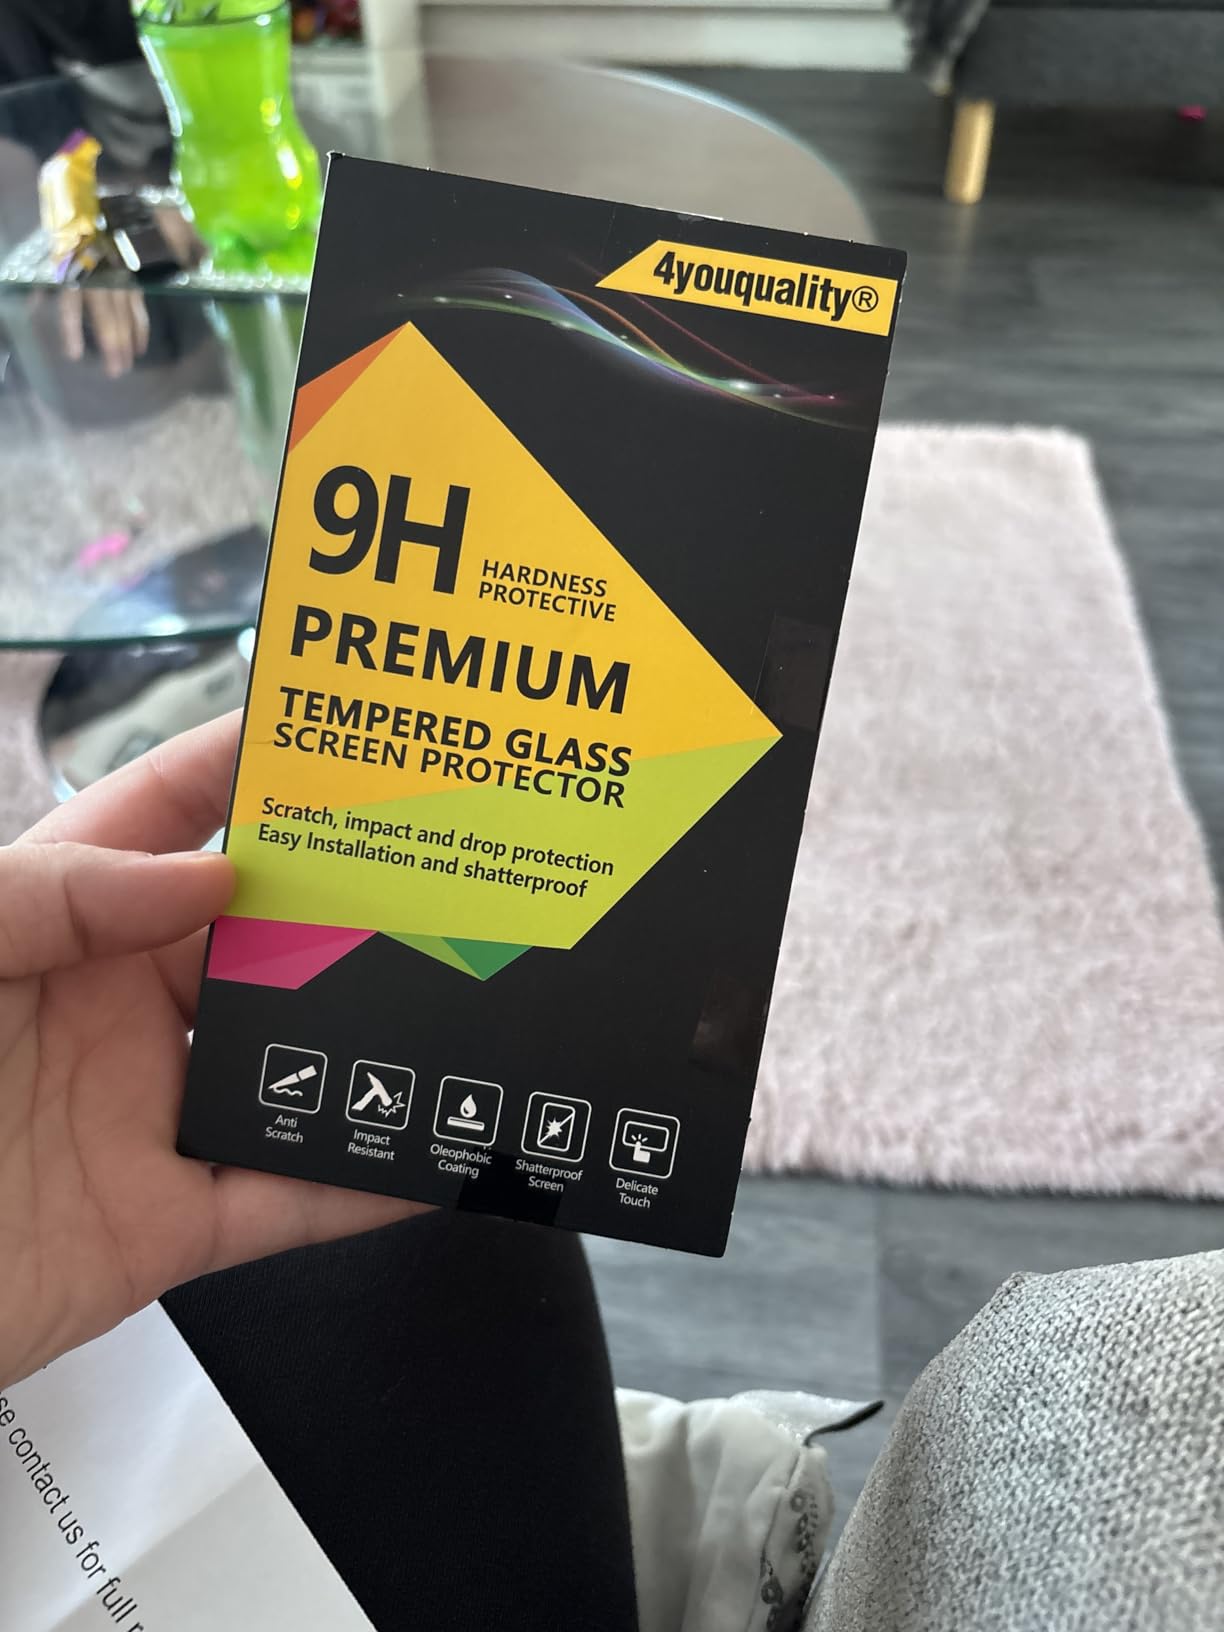 4youquality®
9H
HARDNESS
PROTECTIVE
PREMIUM
TEMPERED GLASS
SCREEN PROTECTOR
Scratch, impact and drop protection
Easy Installation and shatterproof
Anti
Scratch
Impact
Resistant
Oleophobic
Coating
Shatterproof
Screen
Delicate
Touch
contact us for full